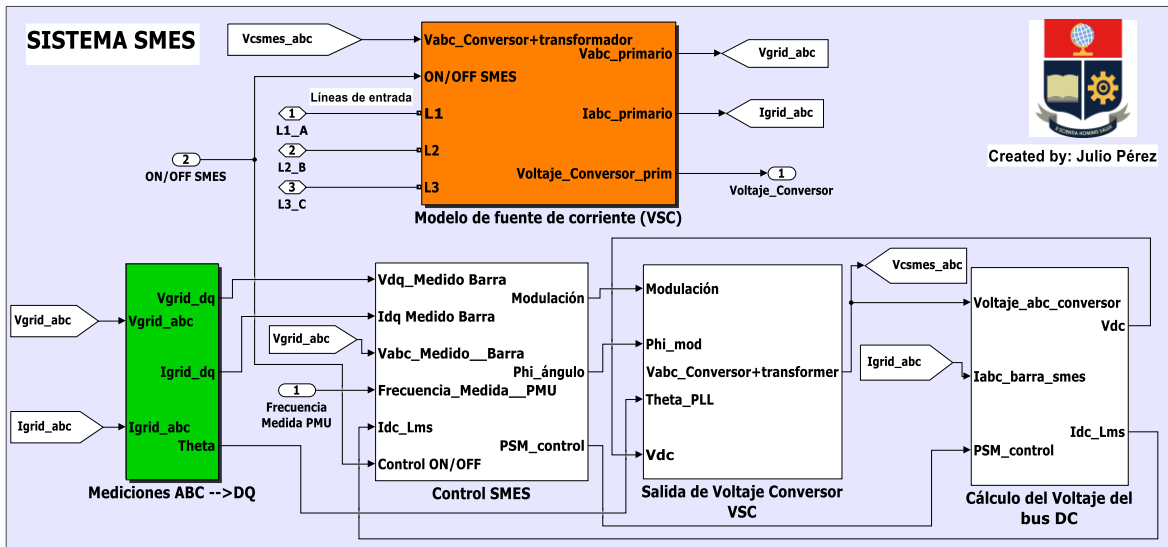 SISTEMA SMES
Vcsmes_abc
Vabc_Conversor+transformador
Vabc_primario
Vgrid_abc
ON/OFF SMES
Líneas de entrada
1
L1_A
L1
Iabc_primario
Igrid_abc
2
L2_B
L2
3
L3_C
L3
Voltaje_Conversor_prim
1
Voltaje_Conversor
Modelo de fuente de corriente (VSC)
2
ON/OFF SMES
E SCIENTIA HOMINIS SALUS
Created by: Julio Pérez
Vgrid_abc
Igrid_abc
Vgrid_dq
Vgrid_abc
Igrid_dq
Igrid_abc
Theta
Mediciones ABC -->DQ
Vgrid_abc
1
Frecuencia
Medida PMU
Vdq_Medido Barra
Modulación
Idq Medido Barra
Vabc_Medido__Barra
Phi_ángulo
Frecuencia_Medida__PMU
Idc_Lms
PSM_control
Control ON/OFF
Control SMES
Modulación
Phi_mod
Vabc_Conversor+transformer
Theta_PLL
Vdc
Salida de Voltaje Conversor
VSC
Vcsmes_abc
Igrid_abc
Voltaje_abc_conversor
Vdc
Iabc_barra_smes
Idc_Lms
PSM_control
Cálculo del Voltaje del
bus DC